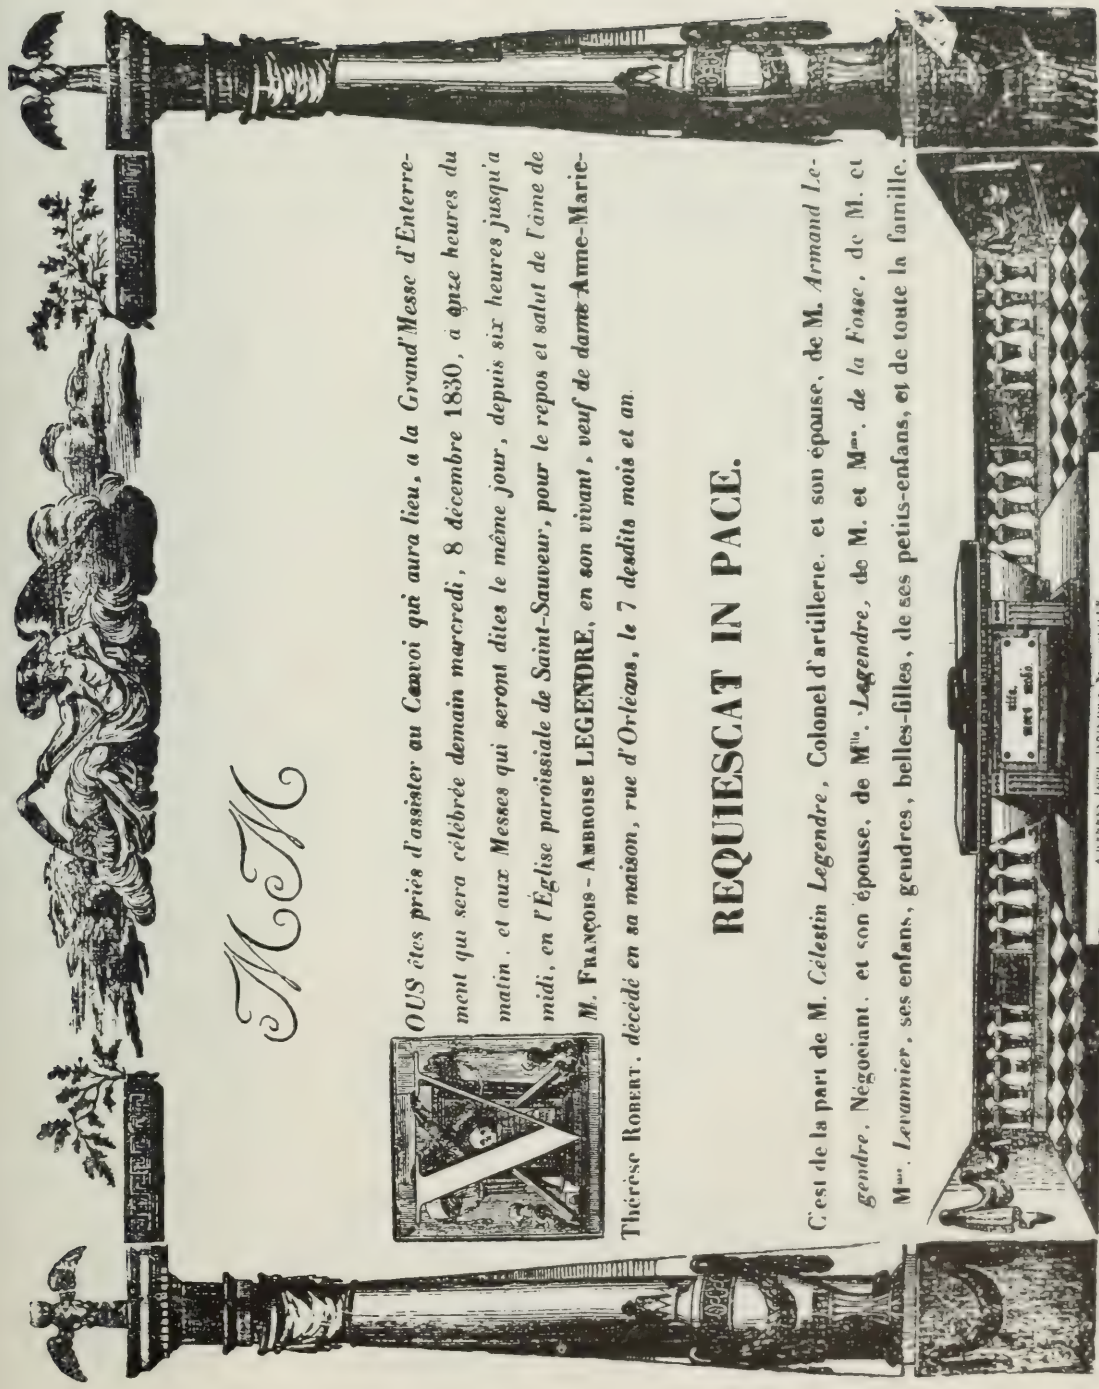 M M
VOUS êtes priés d'assister au Convoi qui aura lieu, a la Grand'Messe d'Enterre-
ment qui sera célébrée demain marcredi, 8 décembre 1830, à onze heures du
matin, et aux Messes qui seront dites le même jour, depuis six heures jusqu'a
midi, en l'Église paroissiale de Saint-Sauveur, pour le repos et salut de l'âme de
M. FRANÇOIS-AMBROISE LEGENDRE, en son vivant, veuf de dame Anne-Marie-
Thérèse ROBERT, décédé en sa maison, rue d'Orléans, le 7 desdits mois et an.
REQUIESCAT IN PACE.
C'est de la part de M. Célestin Legendre, Colonel d'artillerie, et son épouse, de M. Armand Le-
gendre, Négociant, et son épouse, de Mlle. Legendre, de M. et Mme. de la Fosse, de M. et
Mme. Levannier, ses enfans, gendres, belles-filles, de ses petits-enfans, et de toute la famille.